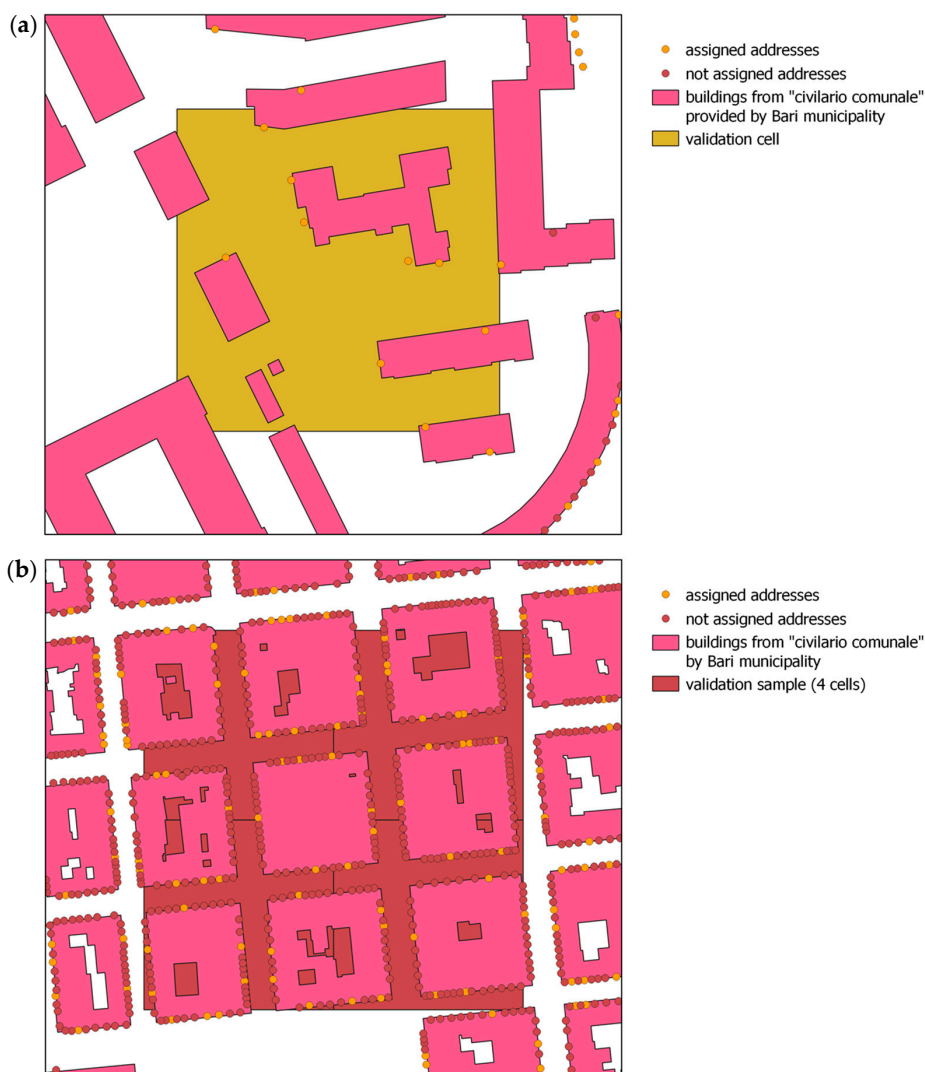 (a)
assigned addresses
not assigned addresses
buildings from "civilario comunale"
provided by Bari municipality
validation cell
(b)
assigned addresses
not assigned addresses
buildings from "civilario comunale"
by Bari municipality
validation sample (4 cells)